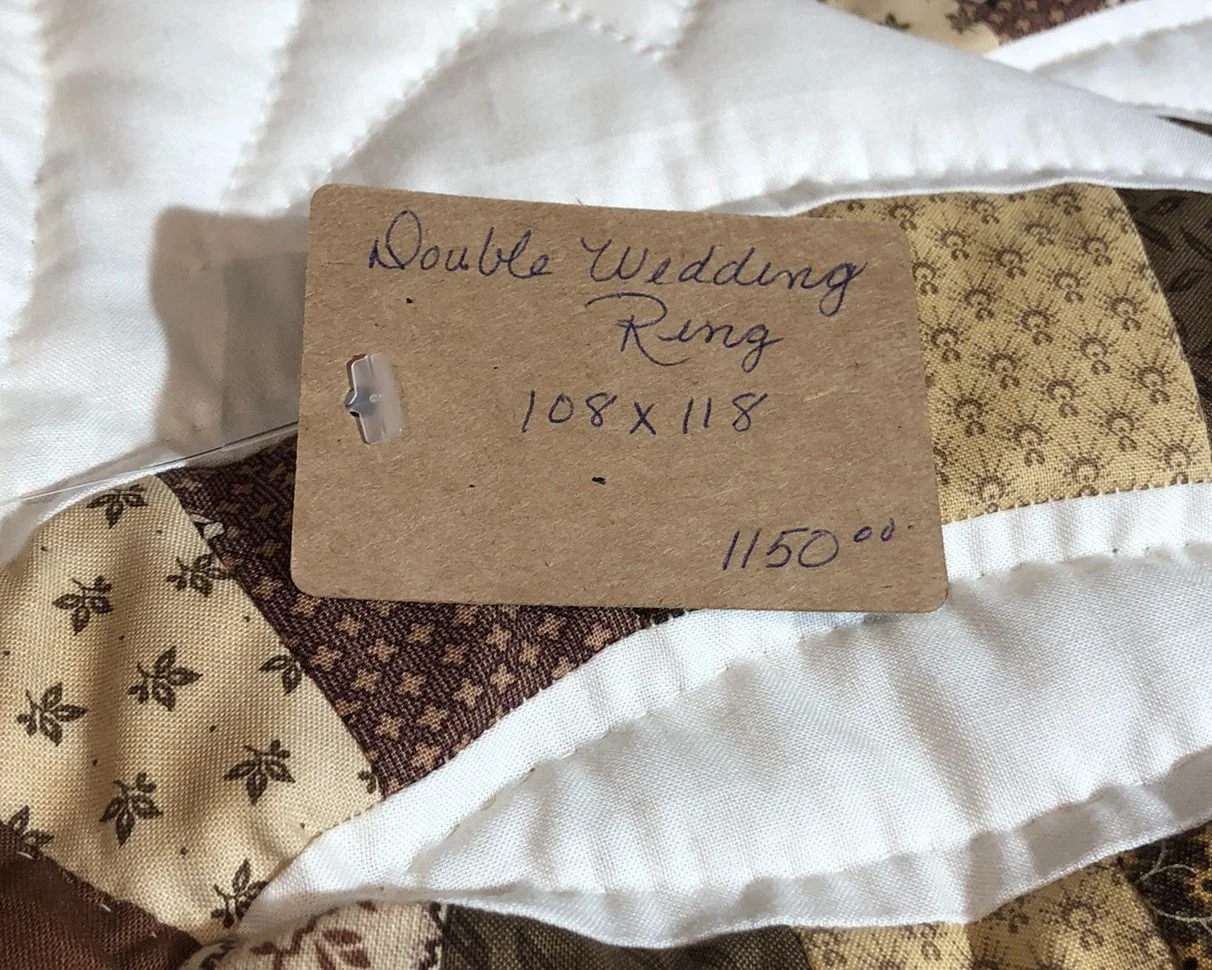 Double Wedding
Ring
108 x 118
1150⁰⁰